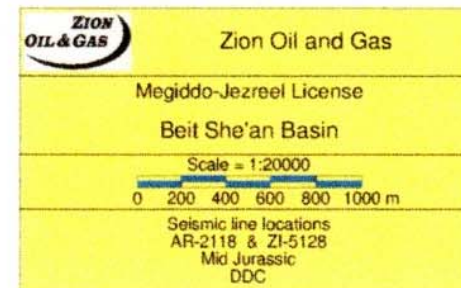 ZION
OIL & GAS
Zion Oil and Gas
Megiddo-Jezreel License
Beit She'an Basin
Scale = 1:20000
0 200 400 600 800 1000 m
Seismic line locations
AR-2118 & ZI-5128
Mid Jurassic
DDC